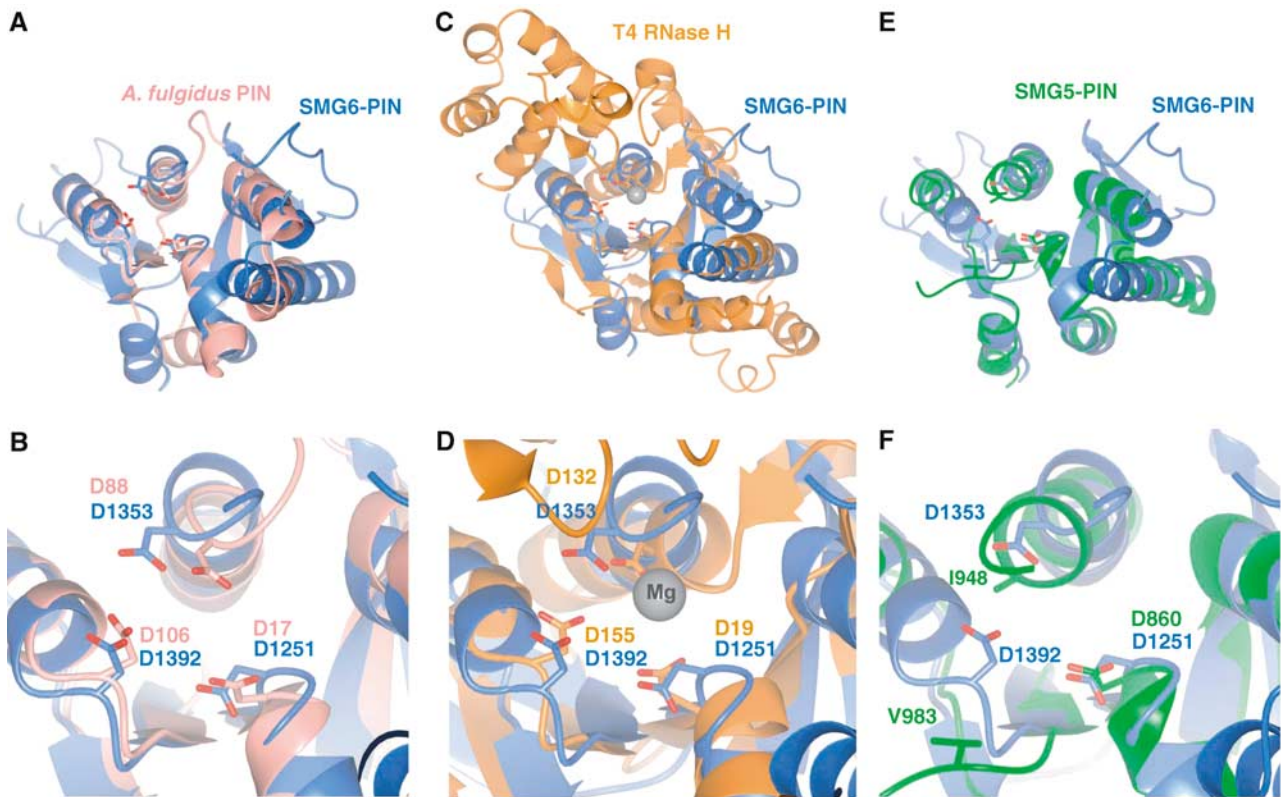 A
A. fulgidus PIN
SMG6-PIN
C
T4 RNase H
SMG6-PIN
E
SMG5-PIN
SMG6-PIN
B
D88
D1353
D106
D1392
D17
D1251
D
D132
D1353
Mg
D155
D1392
D19
D1251
F
D1353
I948
D860
D1251
D1392
V983